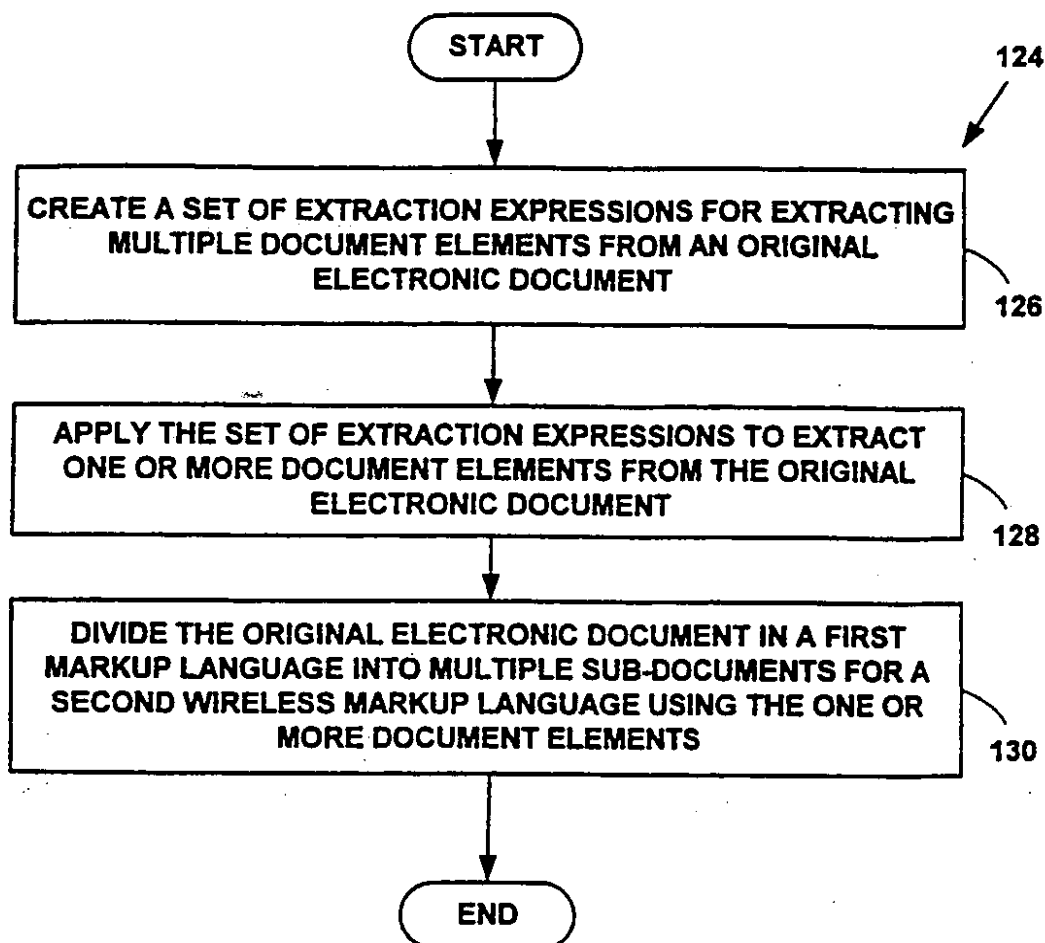 START
124
CREATE A SET OF EXTRACTION EXPRESSIONS FOR EXTRACTING
MULTIPLE DOCUMENT ELEMENTS FROM AN ORIGINAL
ELECTRONIC DOCUMENT
126
APPLY THE SET OF EXTRACTION EXPRESSIONS TO EXTRACT
ONE OR MORE DOCUMENT ELEMENTS FROM THE ORIGINAL
ELECTRONIC DOCUMENT
128
DIVIDE THE ORIGINAL ELECTRONIC DOCUMENT IN A FIRST
MARKUP LANGUAGE INTO MULTIPLE SUB-DOCUMENTS FOR A
SECOND WIRELESS MARKUP LANGUAGE USING THE ONE OR
MORE DOCUMENT ELEMENTS
130
END